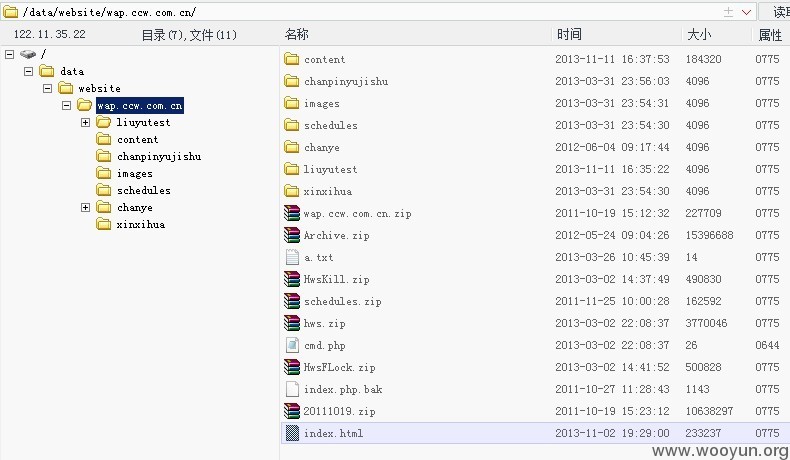 /data/website/wap.ccw.com.cn/
122.11.35.22 目录(7),文件(11) 名称 时间 大小 属性
/
data
website
wap.ccw.com.cn
liuyutest
content
chanpinyujishu
images
schedules
chanye
xinxihua
content 2013-11-11 16:37:53 184320 0775
chanpinyujishu 2013-03-31 23:56:03 4096 0775
images 2013-03-31 23:54:31 4096 0775
schedules 2013-03-31 23:54:30 4096 0775
chanye 2012-06-04 09:17:44 4096 0775
liuyutest 2013-11-11 16:35:22 4096 0775
xinxihua 2013-03-31 23:54:30 4096 0775
wap.ccw.com.cn.zip 2011-10-19 15:12:32 227709 0775
Archive.zip 2012-05-24 09:04:26 15396688 0775
a.txt 2013-03-26 10:45:39 14 0775
HwsKill.zip 2013-03-02 14:37:49 490830 0775
schedules.zip 2011-11-25 10:00:28 162592 0775
hws.zip 2013-03-02 22:08:37 3770046 0775
cmd.php 2013-03-02 22:08:37 26 0644
HwsFLock.zip 2013-03-02 14:41:52 500828 0775
index.php.bak 2011-10-27 11:28:43 1143 0775
20111019.zip 2011-10-19 15:23:12 10638297 0775
index.html 2013-11-02 19:29:00 233237 0775
www.wooyun.org